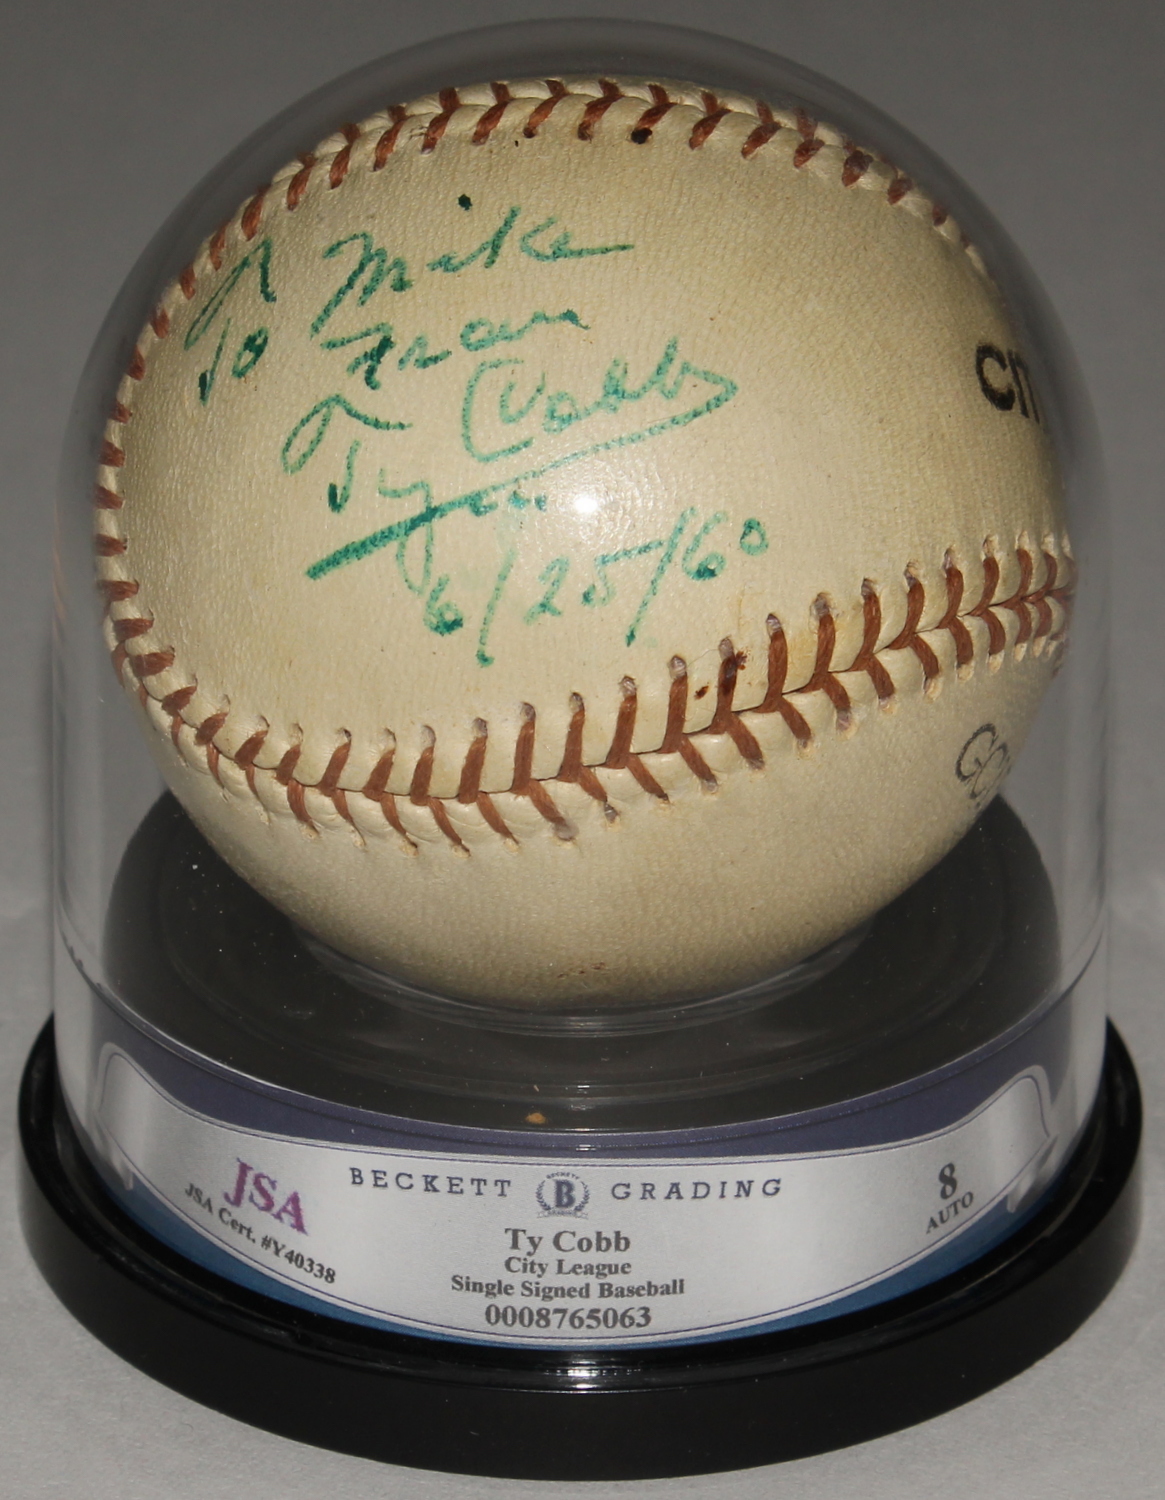 To Mike
From
Ty Cobb
6/25/60
CIT
JSA
JSA Cert. #Y40338
BECKETT B GRADING
8
AUTO
Ty Cobb
City League
Single Signed Baseball
0008765063